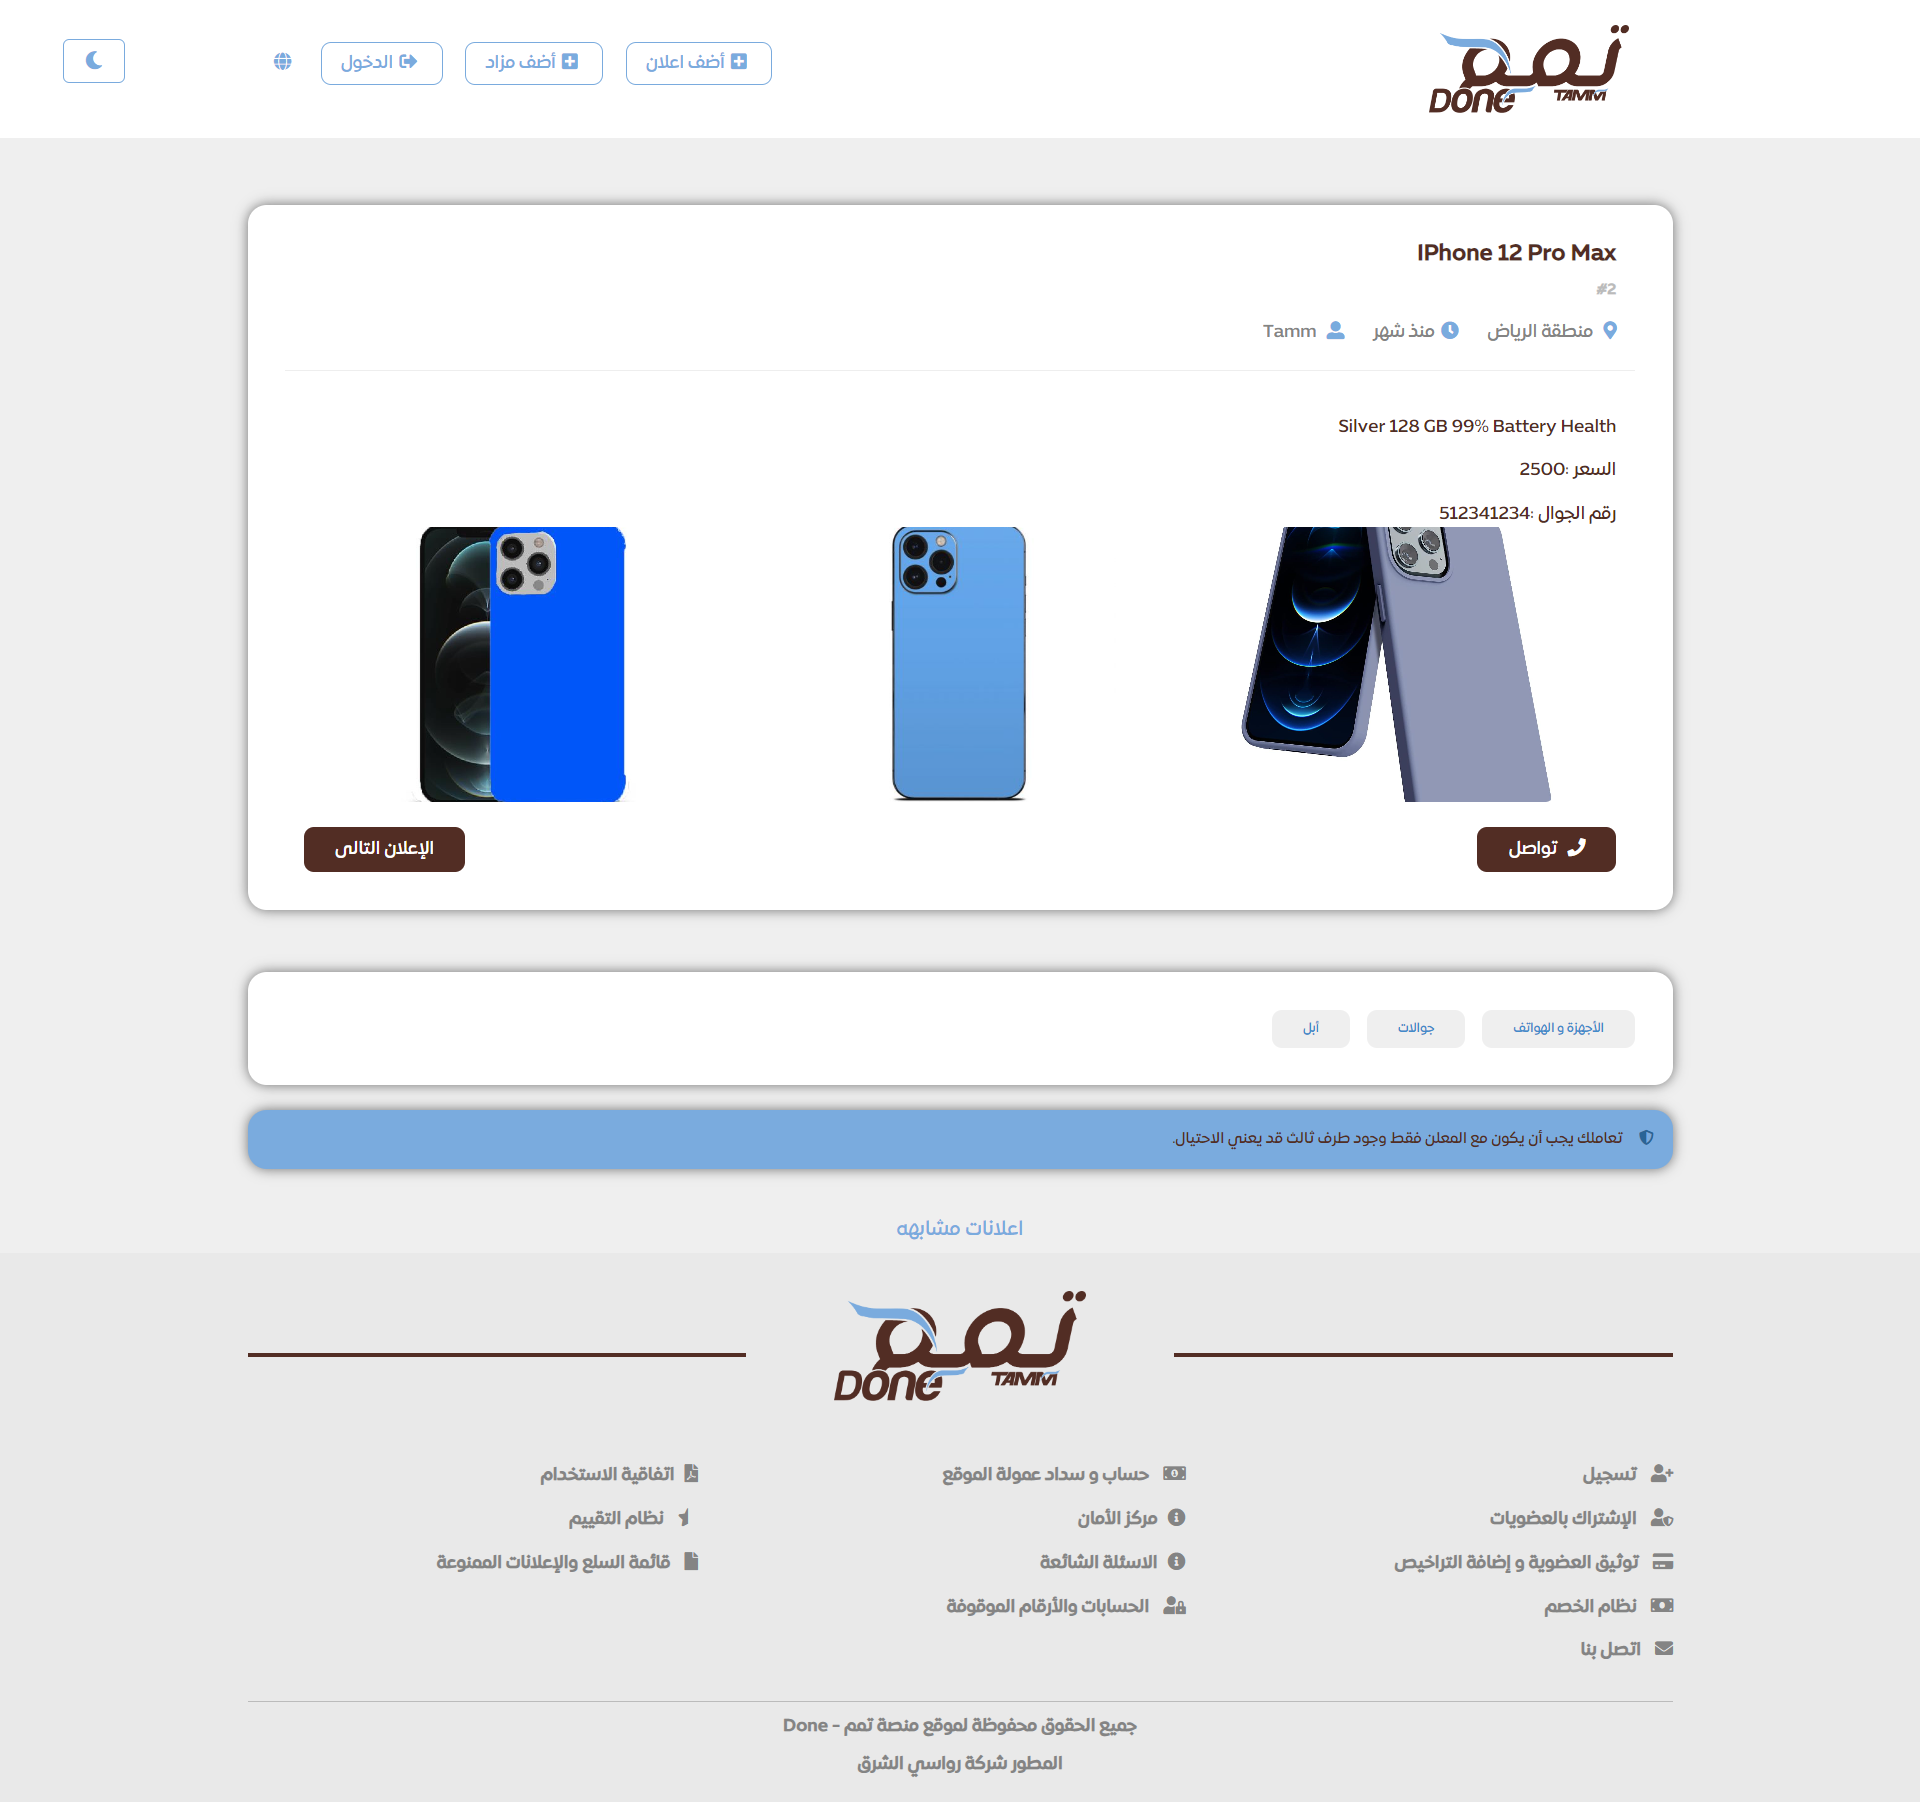 تمم
Done TAMM
أضف اعلان
أضف مزاد
الدخول
IPhone 12 Pro Max
#2
منطقة الرياض
منذ شهر
Tamm
Silver 128 GB 99% Battery Health
السعر :2500
رقم الجوال :512341234
تواصل
الإعلان التالى
الأجهزة و الهواتف
جوالات
أبل
تعاملك يجب أن يكون مع المعلن فقط وجود طرف ثالث قد يعني الاحتيال.
اعلانات مشابهه
تمم
Done TAMM
تسجيل
الإشتراك بالعضويات
توثيق العضوية و إضافة التراخيص
نظام الخصم
اتصل بنا
حساب و سداد عمولة الموقع
مركز الأمان
الاسئلة الشائعة
الحسابات والأرقام الموقوفة
اتفاقية الاستخدام
نظام التقييم
قائمة السلع والإعلانات الممنوعة
جميع الحقوق محفوظة لموقع منصة تمم - Done
المطور شركة رواسي الشرق